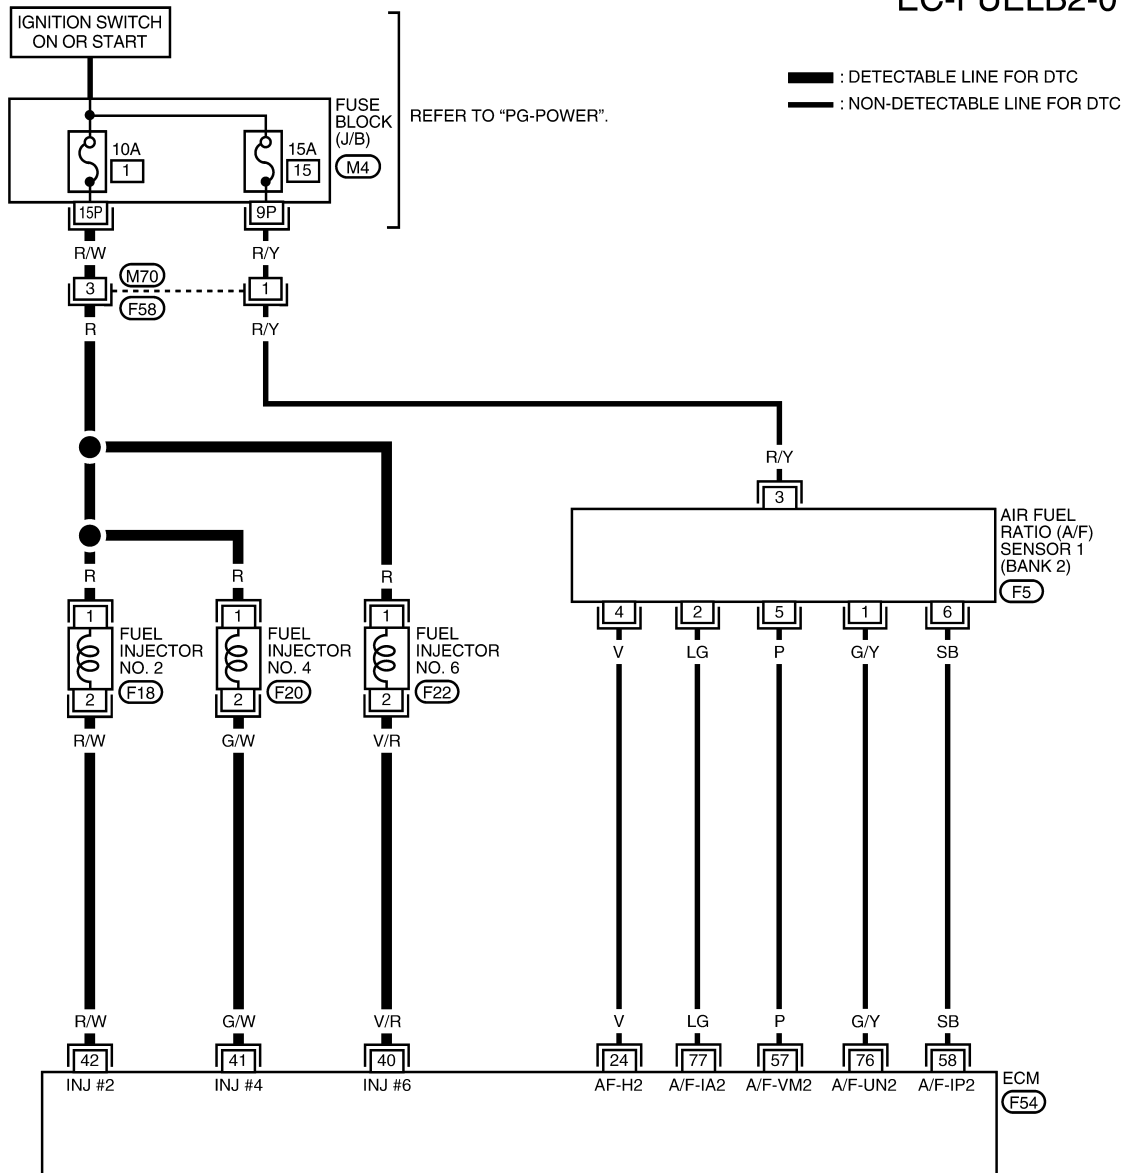 EC-FUELB2-0
IGNITION SWITCH
ON OR START
: DETECTABLE LINE FOR DTC
: NON-DETECTABLE LINE FOR DTC
REFER TO “PG-POWER”.
FUSE
BLOCK
(J/B)
M4
10A
1
15A
15
15P
9P
R/W
R/Y
3
M70
F58
1
R
R/Y
R/Y
3
AIR FUEL
RATIO (A/F)
SENSOR 1
(BANK 2)
F5
R
R
R
1
1
1
4
2
5
1
6
FUEL
INJECTOR
NO. 2
F18
FUEL
INJECTOR
NO. 4
F20
FUEL
INJECTOR
NO. 6
F22
V
LG
P
G/Y
SB
2
2
2
R/W
G/W
V/R
R/W
G/W
V/R
V
LG
P
G/Y
SB
42
41
40
24
77
57
76
58
INJ #2
INJ #4
INJ #6
AF-H2
A/F-IA2
A/F-VM2
A/F-UN2
A/F-IP2
ECM
F54